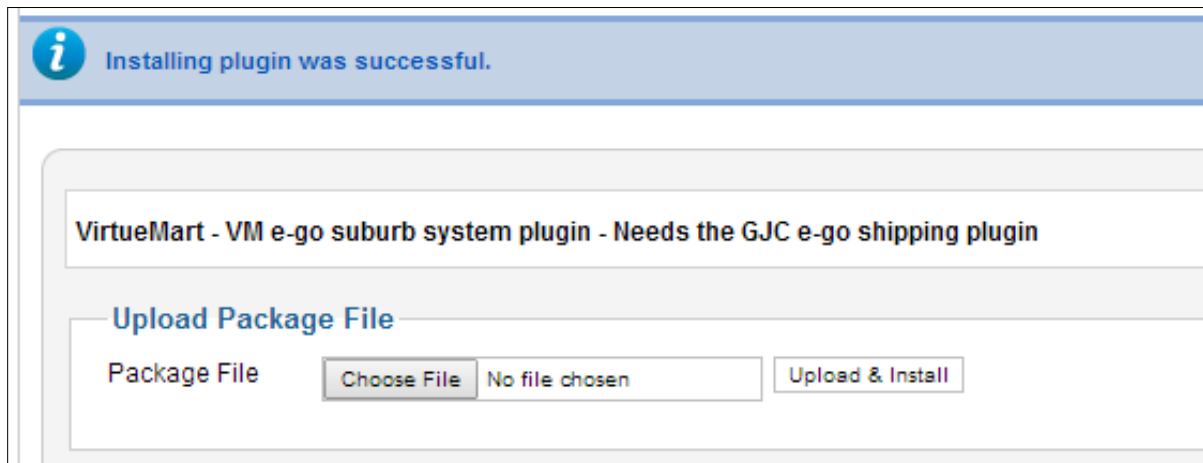 Installing plugin was successful.
VirtueMart - VM e-go suburb system plugin - Needs the GJC e-go shipping plugin
Upload Package File
Package File Choose File No file chosen Upload & Install